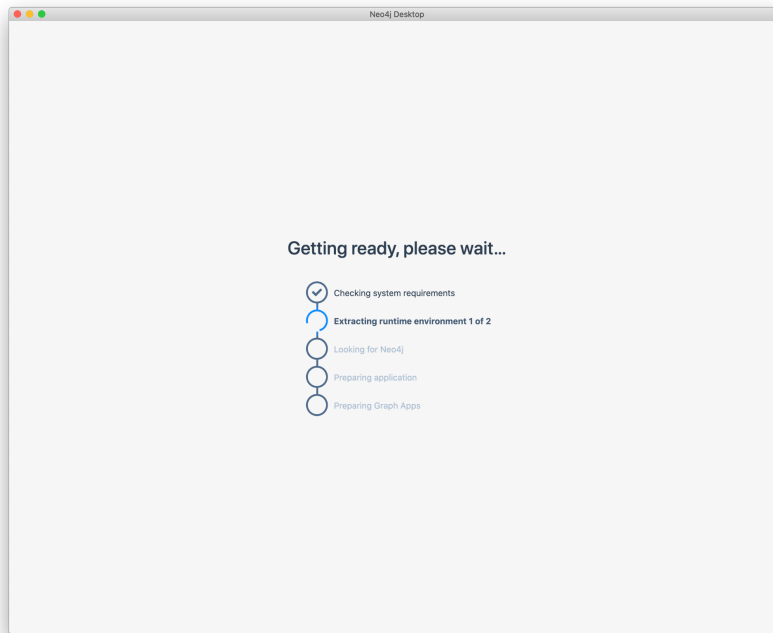 Neo4j Desktop
Getting ready, please wait...
Checking system requirements
Extracting runtime environment 1 of 2
Looking for Neo4j
Preparing application
Preparing Graph Apps